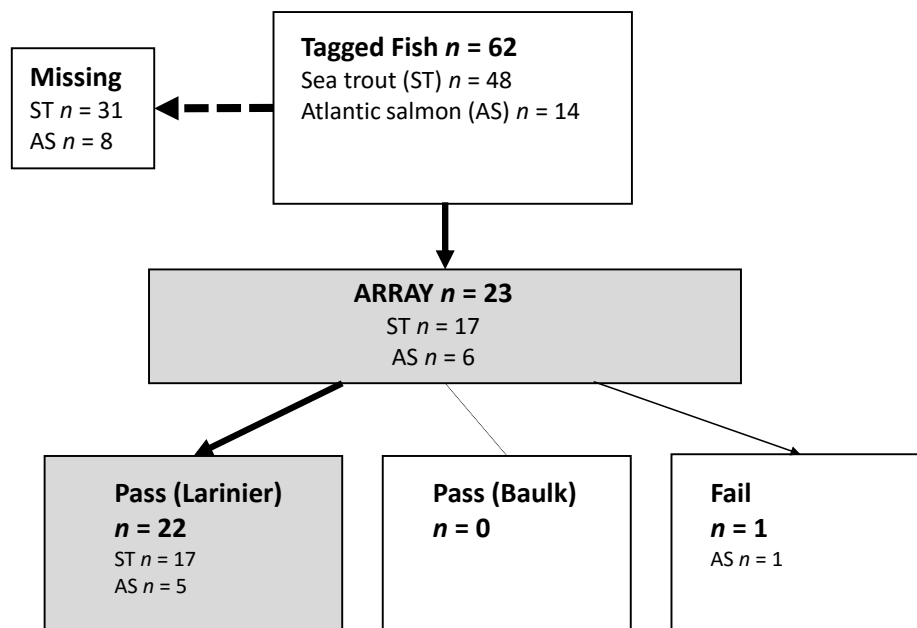 Tagged Fish n = 62
Sea trout (ST) n = 48
Atlantic salmon (AS) n = 14
Missing
ST n = 31
AS n = 8
ARRAY n = 23
ST n = 17
AS n = 6
Pass (Larinier)
n = 22
ST n = 17
AS n = 5
Pass (Baulk)
n = 0
Fail
n = 1
AS n = 1